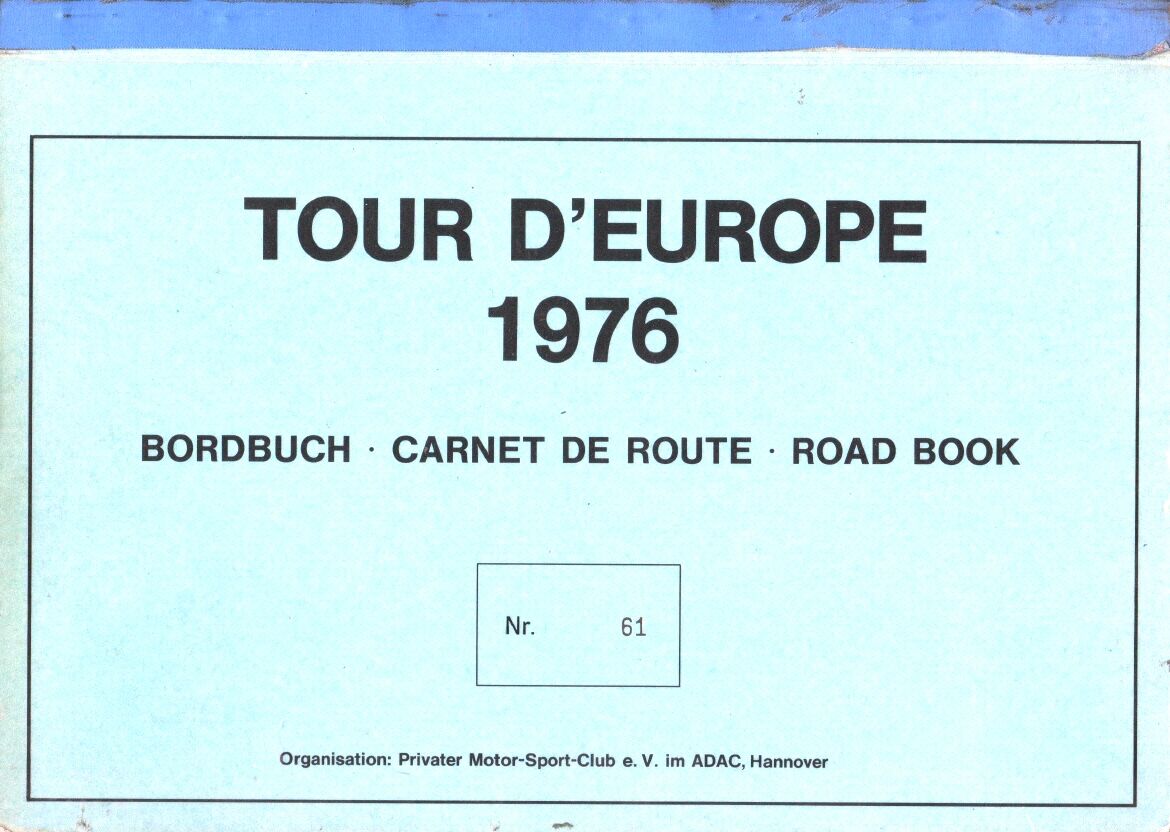 TOUR D'EUROPE
1976
BORDBUCH · CARNET DE ROUTE · ROAD BOOK
Nr. 61
Organisation: Privater Motor-Sport-Club e. V. im ADAC, Hannover